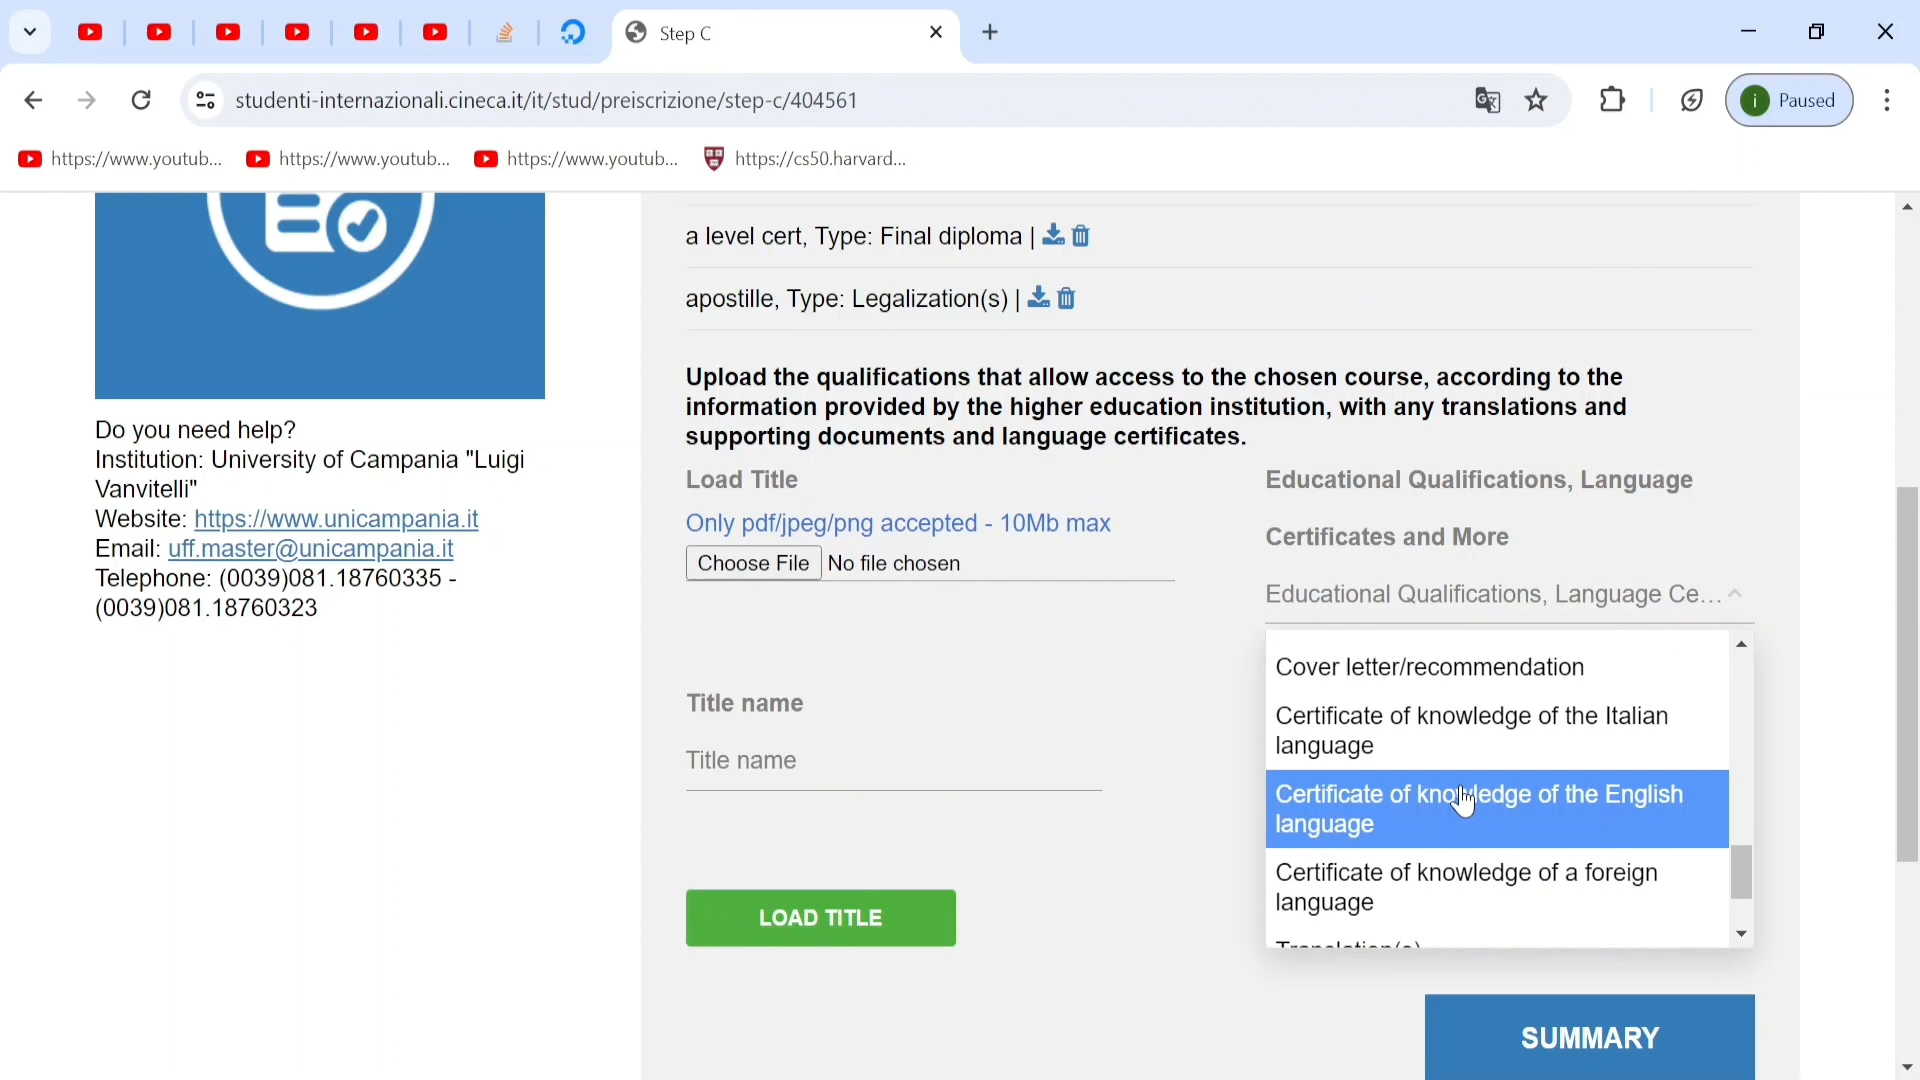 Step C
studenti-internazionali.cineca.it/it/stud/preiscrizione/step-c/404561
i Paused
https://www.youtub... https://www.youtub... https://www.youtub... https://cs50.harvard...
a level cert, Type: Final diploma |
apostille, Type: Legalization(s) |
Upload the qualifications that allow access to the chosen course, according to the
information provided by the higher education institution, with any translations and
supporting documents and language certificates.
Load Title
Only pdf/jpeg/png accepted - 10Mb max
Choose File No file chosen
Title name
Title name
LOAD TITLE
Educational Qualifications, Language
Certificates and More
Educational Qualifications, Language Ce...
Cover letter/recommendation
Certificate of knowledge of the Italian
language
Certificate of knowledge of the English
language
Certificate of knowledge of a foreign
language
Translation(s)
SUMMARY
Do you need help?
Institution: University of Campania "Luigi
Vanvitelli"
Website: https://www.unicampania.it
Email: uff.master@unicampania.it
Telephone: (0039)081.18760335 -
(0039)081.18760323